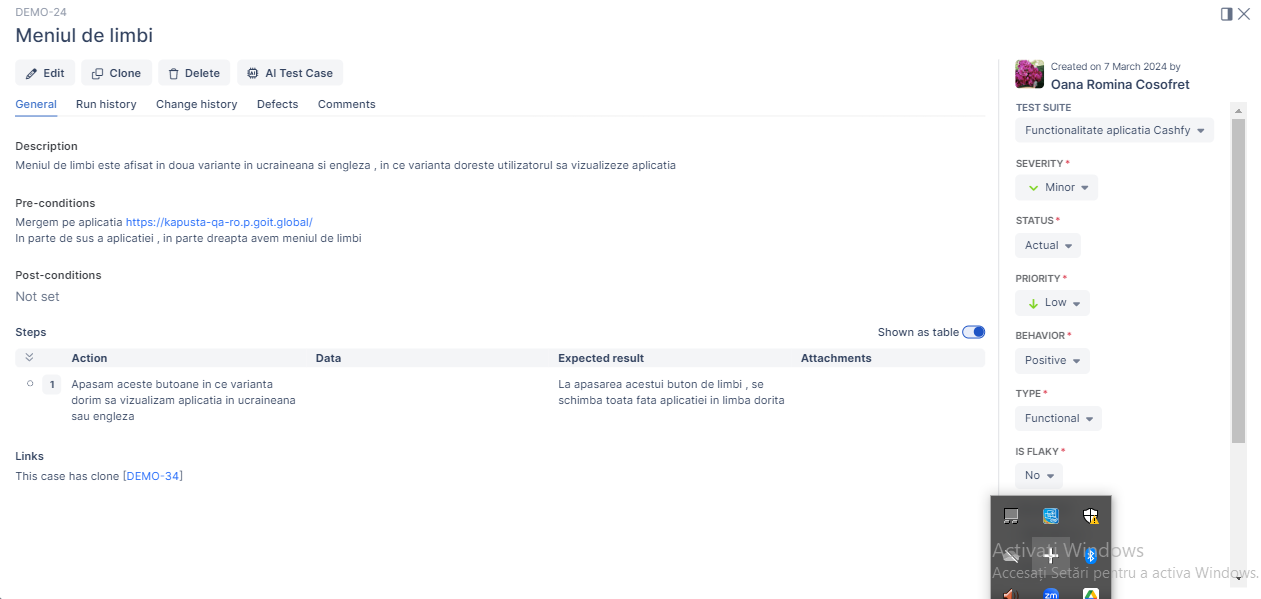 DEMO-24
Meniul de limbi
Edit
Clone
Delete
AI Test Case
General
Run history
Change history
Defects
Comments
Description
Meniul de limbi este afisat in doua variante in ucraineana si engleza , in ce varianta doreste utilizatorul sa vizualizeze aplicatia
Pre-conditions
Mergem pe aplicatia https://kapusta-qa-ro.p.goit.global/
In parte de sus a aplicatiei , in parte dreapta avem meniul de limbi
Post-conditions
Not set
Steps
Shown as table
Action
Data
Expected result
Attachments
1
Apasam aceste butoane in ce varianta
dorim sa vizualizam aplicatia in ucraineana
sau engleza
La apasarea acestui buton de limbi , se
schimba toata fata aplicatiei in limba dorita
Links
This case has clone [DEMO-34]
Created on 7 March 2024 by
Oana Romina Cosofret
TEST SUITE
Functionalitate aplicatia Cashfy
SEVERITY*
Minor
STATUS*
Actual
PRIORITY*
Low
BEHAVIOR*
Positive
TYPE*
Functional
IS FLAKY*
No
Activați Windows
Accesați Setări pentru a activa Windows.
zm